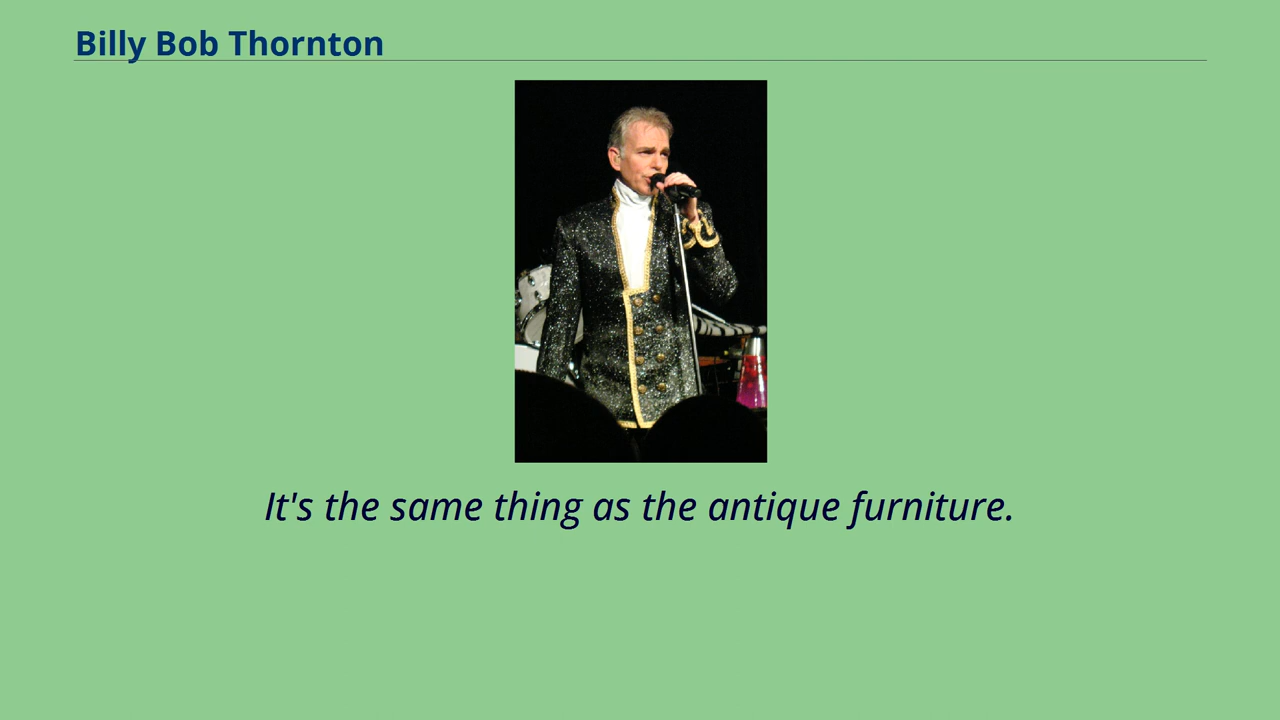 Billy Bob Thornton
It's the same thing as the antique furniture.